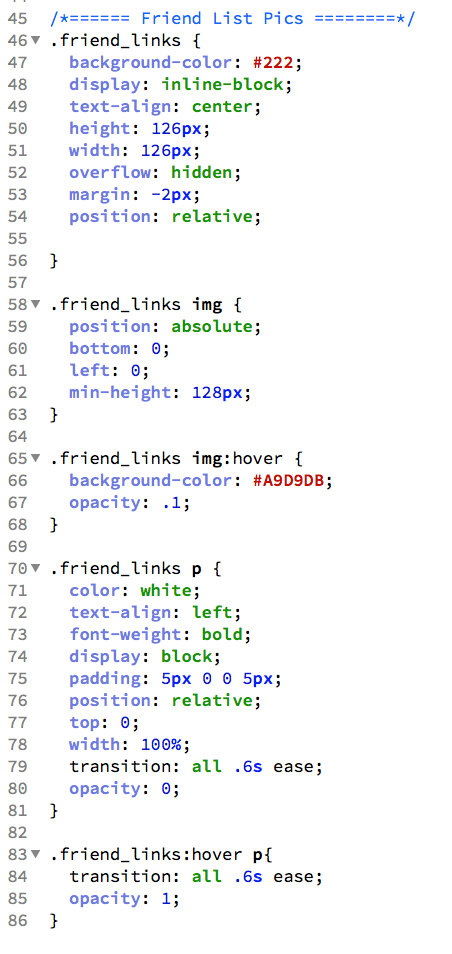 45 /*====== Friend List Pics ========*/
46 .friend_links {
47 background-color: #222;
48 display: inline-block;
49 text-align: center;
50 height: 126px;
51 width: 126px;
52 overflow: hidden;
53 margin: -2px;
54 position: relative;
55
56 }
57
58 .friend_links img {
59 position: absolute;
60 bottom: 0;
61 left: 0;
62 min-height: 128px;
63 }
64
65 .friend_links img:hover {
66 background-color: #A9D9DB;
67 opacity: .1;
68 }
69
70 .friend_links p {
71 color: white;
72 text-align: left;
73 font-weight: bold;
74 display: block;
75 padding: 5px 0 0 5px;
76 position: relative;
77 top: 0;
78 width: 100%;
79 transition: all .6s ease;
80 opacity: 0;
81 }
82
83 .friend_links:hover p{
84 transition: all .6s ease;
85 opacity: 1;
86 }